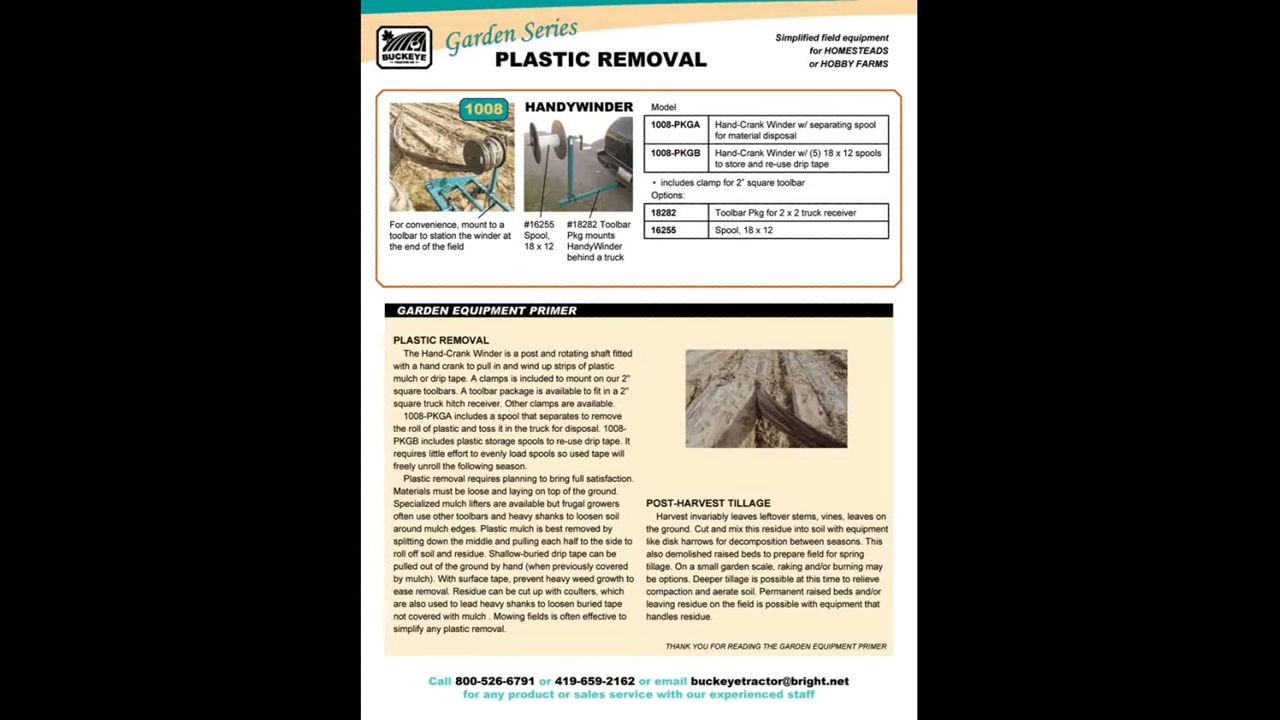 BUCKEYE
TRACTOR CO
Garden Series
PLASTIC REMOVAL
Simplified field equipment
for HOMESTEADS
or HOBBY FARMS
1008
HANDYWINDER
For convenience, mount to a
toolbar to station the winder at
the end of the field
#16255
Spool,
18 x 12
#18282 Toolbar
Pkg mounts
HandyWinder
behind a truck
Model
1008-PKGA Hand-Crank Winder w/ separating spool
for material disposal
1008-PKGB Hand-Crank Winder w/ (5) 18 x 12 spools
to store and re-use drip tape
• includes clamp for 2" square toolbar
Options:
18282 Toolbar Pkg for 2 x 2 truck receiver
16255 Spool, 18 x 12
GARDEN EQUIPMENT PRIMER
PLASTIC REMOVAL
The Hand-Crank Winder is a post and rotating shaft fitted
with a hand crank to pull in and wind up strips of plastic
mulch or drip tape. A clamps is included to mount on our 2"
square toolbars. A toolbar package is available to fit in a 2"
square truck hitch receiver. Other clamps are available.
1008-PKGA includes a spool that separates to remove
the roll of plastic and toss it in the truck for disposal. 1008-
PKGB includes plastic storage spools to re-use drip tape. It
requires little effort to evenly load spools so used tape will
freely unroll the following season.
Plastic removal requires planning to bring full satisfaction.
Materials must be loose and laying on top of the ground.
Specialized mulch lifters are available but frugal growers
often use other toolbars and heavy shanks to loosen soil
around mulch edges. Plastic mulch is best removed by
splitting down the middle and pulling each half to the side to
roll off soil and residue. Shallow-buried drip tape can be
pulled out of the ground by hand (when previously covered
by mulch). With surface tape, prevent heavy weed growth to
ease removal. Residue can be cut up with coulters, which
are also used to lead heavy shanks to loosen buried tape
not covered with mulch . Mowing fields is often effective to
simplify any plastic removal.
POST-HARVEST TILLAGE
Harvest invariably leaves leftover stems, vines, leaves on
the ground. Cut and mix this residue into soil with equipment
like disk harrows for decomposition between seasons. This
also demolished raised beds to prepare field for spring
tillage. On a small garden scale, raking and/or burning may
be options. Deeper tillage is possible at this time to relieve
compaction and aerate soil. Permanent raised beds and/or
leaving residue on the field is possible with equipment that
handles residue.
THANK YOU FOR READING THE GARDEN EQUIPMENT PRIMER
Call 800-526-6791 or 419-659-2162 or email buckeyetractor@bright.net
for any product or sales service with our experienced staff